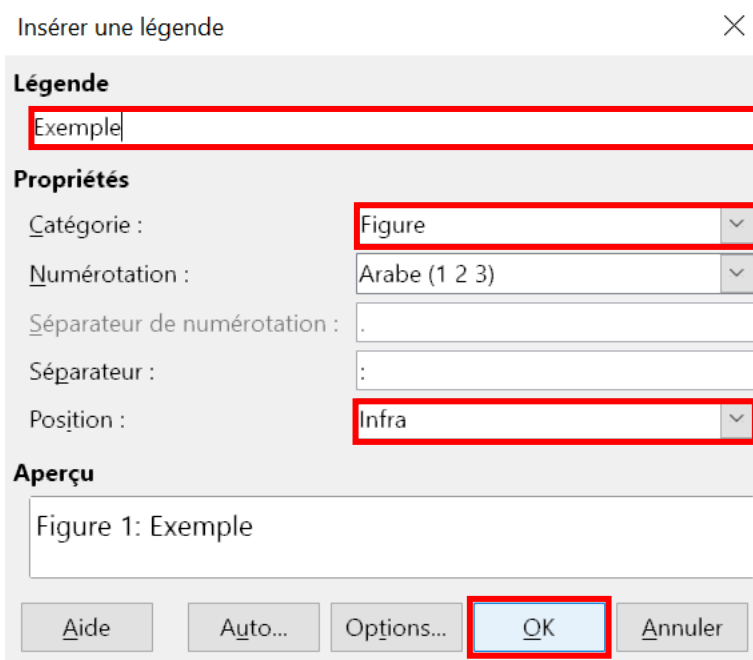 Insérer une légende
Légende
Exemple
Propriétés
Catégorie :
Figure
Numérotation :
Arabe (1 2 3)
Séparateur de numérotation :
.
Séparateur :
:
Position :
Infra
Aperçu
Figure 1: Exemple
Aide
Auto...
Options...
OK
Annuler